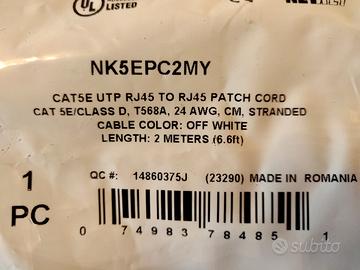 UL
LISTED
NK5EPC2MY
CAT5E UTP RJ45 TO RJ45 PATCH CORD
CAT 5E/CLASS D, T568A, 24 AWG, CM, STRANDED
CABLE COLOR: OFF WHITE
LENGTH: 2 METERS (6.6ft)
1
PC
QC #: 14860375J (23290) MADE IN ROMANIA
0 74983 78485 1
subito